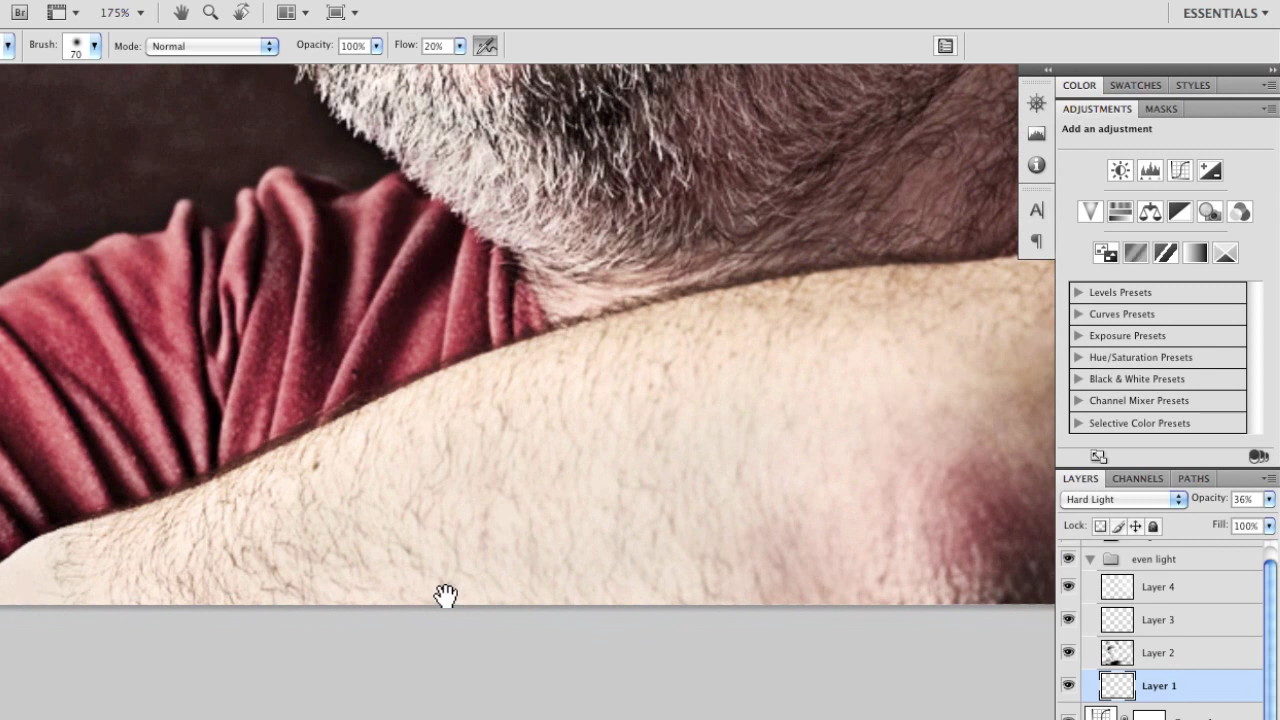 Br 175% ESSENTIALS
Brush: 70 Mode: Normal Opacity: 100% Flow: 20%
COLOR SWATCHES STYLES
ADJUSTMENTS MASKS
Add an adjustment
A
Levels Presets
Curves Presets
Exposure Presets
Hue/Saturation Presets
Black & White Presets
Channel Mixer Presets
Selective Color Presets
LAYERS CHANNELS PATHS
Hard Light Opacity: 36%
Lock: Fill: 100%
even light
Layer 4
Layer 3
Layer 2
Layer 1